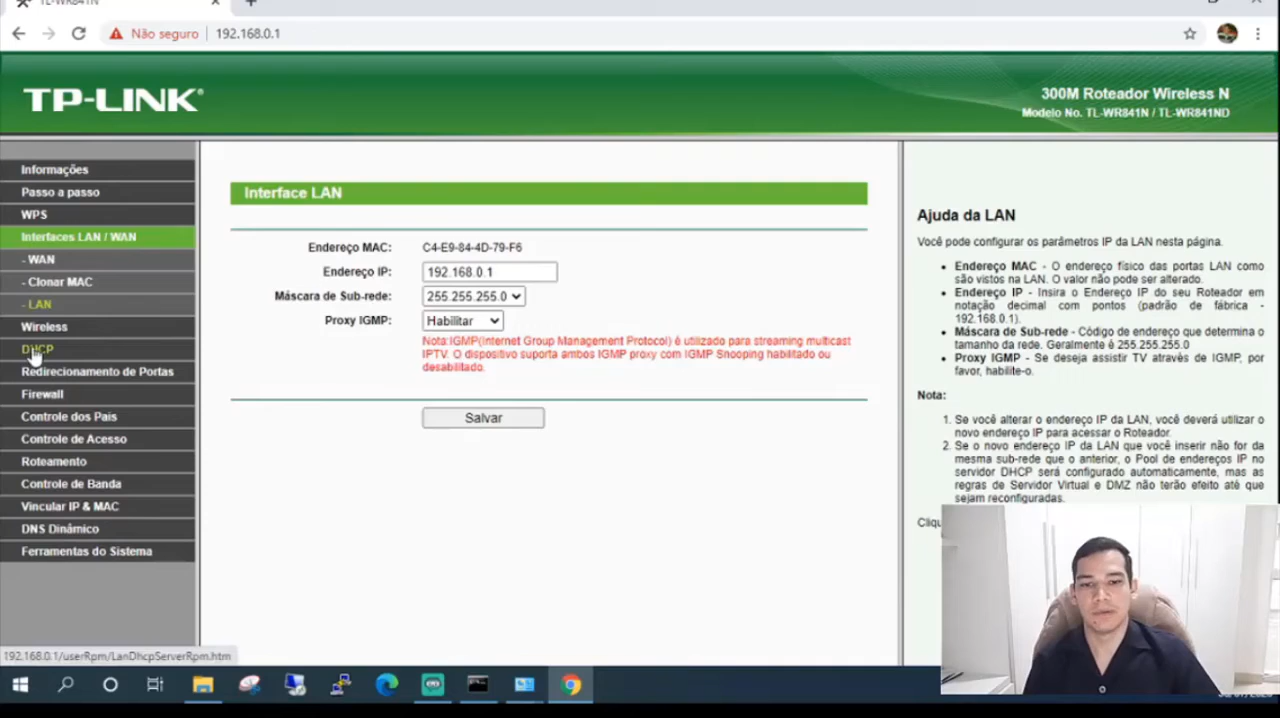 TL-WR841N
Não seguro
192.168.0.1
TP-LINK®
300M Roteador Wireless N
Modelo No. TL-WR841N / TL-WR841ND
Informações
Passo a passo
WPS
Interfaces LAN / WAN
- WAN
- Clonar MAC
- LAN
Wireless
DHCP
Redirecionamento de Portas
Firewall
Controle dos Pais
Controle de Acesso
Roteamento
Controle de Banda
Vincular IP & MAC
DNS Dinâmico
Ferramentas do Sistema
Interface LAN
Endereço MAC: C4-E9-84-4D-79-F6
Endereço IP: 192.168.0.1
Máscara de Sub-rede: 255.255.255.0
Proxy IGMP: Habilitar
Nota:IGMP(Internet Group Management Protocol) é utilizado para streaming multicast
IPTV. O dispositivo suporta ambos IGMP proxy com IGMP Snooping habilitado ou
desabilitado.
Salvar
Ajuda da LAN
Você pode configurar os parâmetros IP da LAN nesta página.
• Endereço MAC - O endereço físico das portas LAN como
são vistos na LAN. O valor não pode ser alterado.
• Endereço IP - Insira o Endereço IP do seu Roteador em
notação decimal com pontos (padrão de fábrica -
192.168.0.1).
• Máscara de Sub-rede - Código de endereço que determina o
tamanho da rede. Geralmente é 255.255.255.0
• Proxy IGMP - Se deseja assistir TV através de IGMP, por
favor, habilite-o.
Nota:
1. Se você alterar o endereço IP da LAN, você deverá utilizar o
novo endereço IP para acessar o Roteador.
2. Se o novo endereço IP da LAN que você inserir não for da
mesma sub-rede que o anterior, o Pool de endereços IP no
servidor DHCP será configurado automaticamente, mas as
regras de Servidor Virtual e DMZ não terão efeito até que
sejam reconfiguradas.
192.168.0.1/userRpm/LanDhcpServerRpm.htm